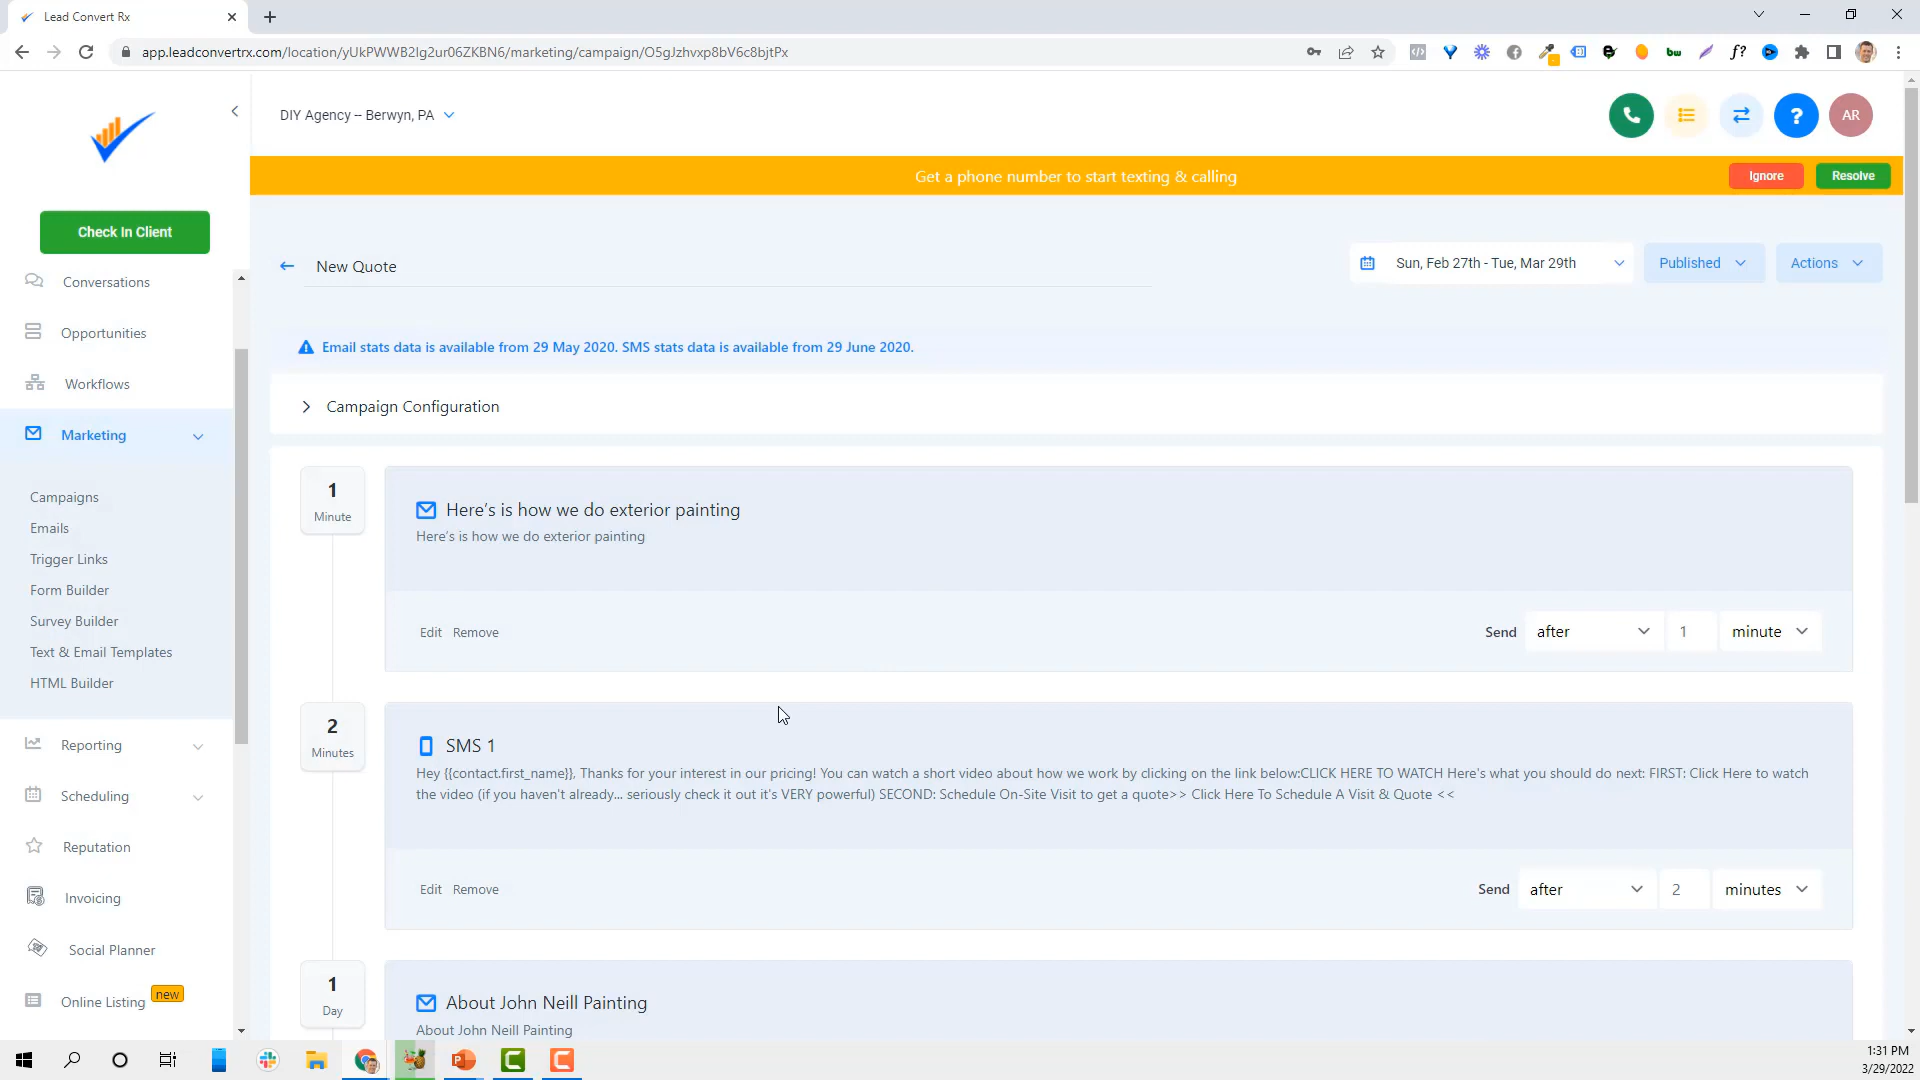 Lead Convert Rx
app.leadconvertrx.com/location/yUkPWWB2lg2ur06ZKBN6/marketing/campaign/O5gJzhvxp8bV6c8bjtPx
bw
f?
DIY Agency -- Berwyn, PA
?
AR
Get a phone number to start texting & calling
Ignore
Resolve
Check In Client
Conversations
Opportunities
Workflows
Marketing
Campaigns
Emails
Trigger Links
Form Builder
Survey Builder
Text & Email Templates
HTML Builder
Reporting
Scheduling
Reputation
Invoicing
Social Planner
Online Listing
new
New Quote
Sun, Feb 27th - Tue, Mar 29th
Published
Actions
Email stats data is available from 29 May 2020. SMS stats data is available from 29 June 2020.
Campaign Configuration
1
Minute
Here's is how we do exterior painting
Here's is how we do exterior painting
Edit Remove
Send after 1 minute
2
Minutes
SMS 1
Hey {{contact.first_name}}, Thanks for your interest in our pricing! You can watch a short video about how we work by clicking on the link below:CLICK HERE TO WATCH Here's what you should do next: FIRST: Click Here to watch
the video (if you haven't already... seriously check it out it's VERY powerful) SECOND: Schedule On-Site Visit to get a quote>> Click Here To Schedule A Visit & Quote <<
Edit Remove
Send after 2 minutes
1
Day
About John Neill Painting
About John Neill Painting
1:31 PM
3/29/2022